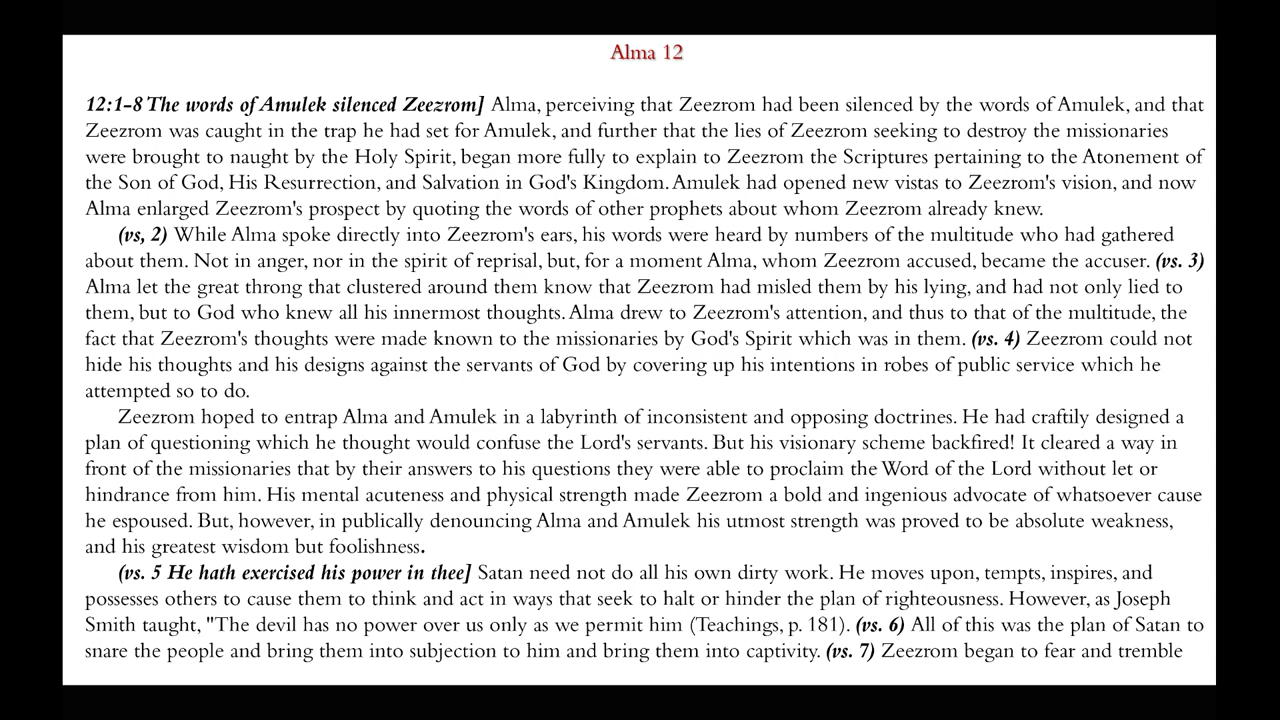 Alma 12
12:1-8 The words of Amulek silenced Zeezrom] Alma, perceiving that Zeezrom had been silenced by the words of Amulek, and that
Zeezrom was caught in the trap he had set for Amulek, and further that the lies of Zeezrom seeking to destroy the missionaries
were brought to naught by the Holy Spirit, began more fully to explain to Zeezrom the Scriptures pertaining to the Atonement of
the Son of God, His Resurrection, and Salvation in God's Kingdom. Amulek had opened new vistas to Zeezrom's vision, and now
Alma enlarged Zeezrom's prospect by quoting the words of other prophets about whom Zeezrom already knew.
(vs, 2) While Alma spoke directly into Zeezrom's ears, his words were heard by numbers of the multitude who had gathered
about them. Not in anger, nor in the spirit of reprisal, but, for a moment Alma, whom Zeezrom accused, became the accuser. (vs. 3)
Alma let the great throng that clustered around them know that Zeezrom had misled them by his lying, and had not only lied to
them, but to God who knew all his innermost thoughts. Alma drew to Zeezrom's attention, and thus to that of the multitude, the
fact that Zeezrom's thoughts were made known to the missionaries by God's Spirit which was in them. (vs. 4) Zeezrom could not
hide his thoughts and his designs against the servants of God by covering up his intentions in robes of public service which he
attempted so to do.
Zeezrom hoped to entrap Alma and Amulek in a labyrinth of inconsistent and opposing doctrines. He had craftily designed a
plan of questioning which he thought would confuse the Lord's servants. But his visionary scheme backfired! It cleared a way in
front of the missionaries that by their answers to his questions they were able to proclaim the Word of the Lord without let or
hindrance from him. His mental acuteness and physical strength made Zeezrom a bold and ingenious advocate of whatsoever cause
he espoused. But, however, in publically denouncing Alma and Amulek his utmost strength was proved to be absolute weakness,
and his greatest wisdom but foolishness.
(vs. 5 He hath exercised his power in thee] Satan need not do all his own dirty work. He moves upon, tempts, inspires, and
possesses others to cause them to think and act in ways that seek to halt or hinder the plan of righteousness. However, as Joseph
Smith taught, "The devil has no power over us only as we permit him (Teachings, p. 181). (vs. 6) All of this was the plan of Satan to
snare the people and bring them into subjection to him and bring them into captivity. (vs. 7) Zeezrom began to fear and tremble